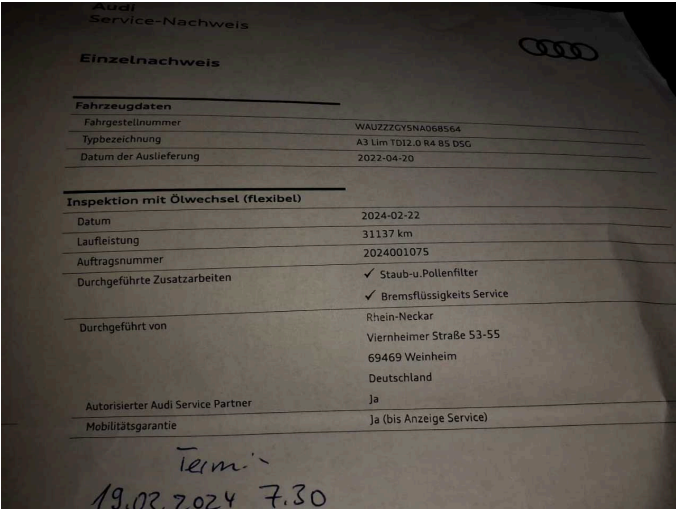 Audi
Service-Nachweis
Einzelnachweis
Fahrzeugdaten
Fahrgestellnummer WAUZZZGY5NA068564
Typbezeichnung A3 Lim TDI2.0 R4 85 DSG
Datum der Auslieferung 2022-04-20
Inspektion mit Ölwechsel (flexibel)
Datum 2024-02-22
Laufleistung 31137 km
Auftragsnummer 2024001075
Durchgeführte Zusatzarbeiten ✓ Staub-u.Pollenfilter
✓ Bremsflüssigkeits Service
Durchgeführt von Rhein-Neckar
Viernheimer Straße 53-55
69469 Weinheim
Deutschland
Autorisierter Audi Service Partner Ja
Mobilitätsgarantie Ja (bis Anzeige Service)
Termin
19.02.2024 7.30